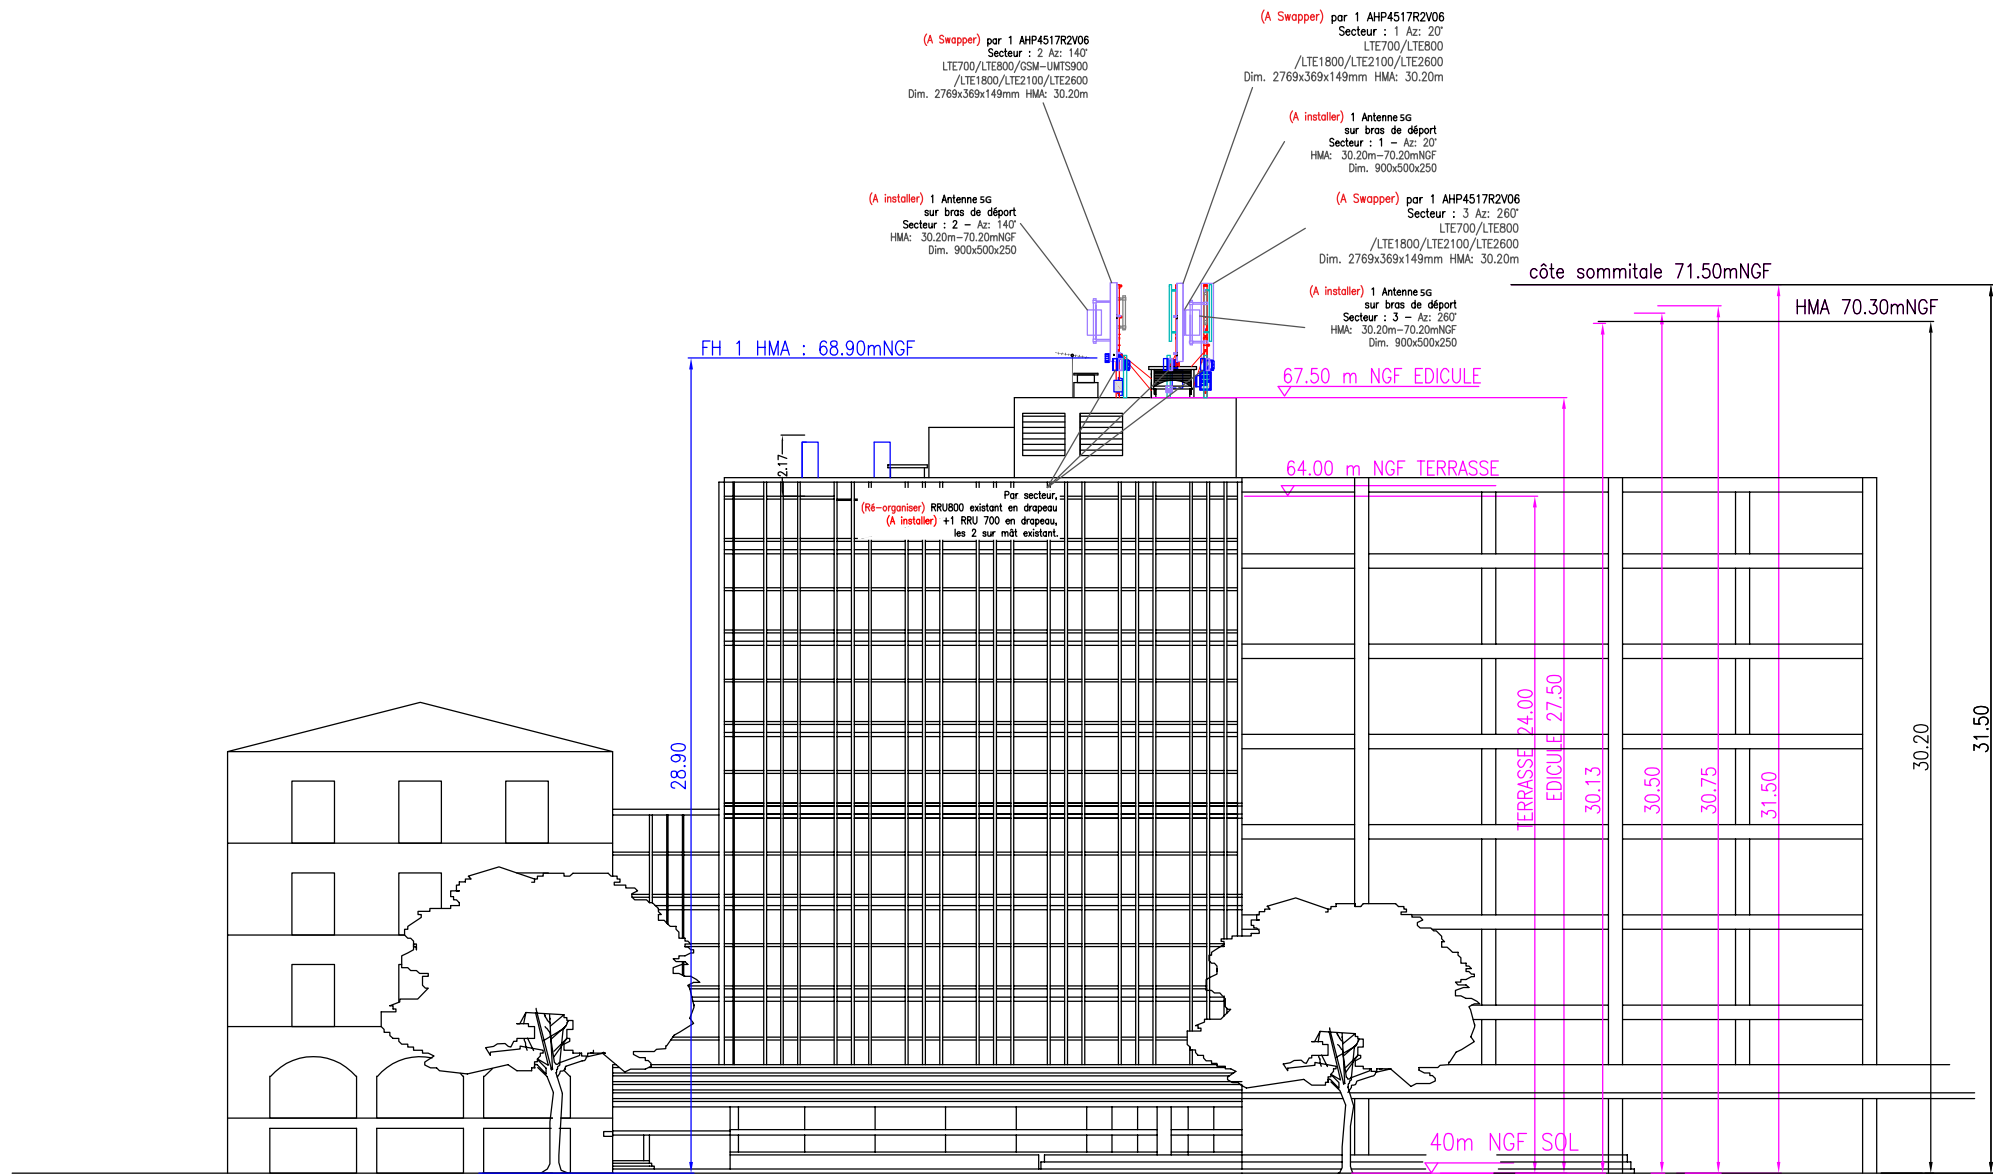 (A Swapper) par 1 AHP4517R2V06
Secteur : 2 Az: 140°
LTE700/LTE800/GSM-UMTS900
/LTE1800/LTE2100/LTE2600
Dim. 2769x369x149mm HMA: 30.20m
(A Swapper) par 1 AHP4517R2V06
Secteur : 1 Az: 20°
LTE700/LTE800
/LTE1800/LTE2100/LTE2600
Dim. 2769x369x149mm HMA: 30.20m
(A installer) 1 Antenne 5G
sur bras de déport
Secteur : 1 - Az: 20°
HMA: 30.20m-70.20mNGF
Dim. 900x500x250
(A installer) 1 Antenne 5G
sur bras de déport
Secteur : 2 - Az: 140°
HMA: 30.20m-70.20mNGF
Dim. 900x500x250
(A Swapper) par 1 AHP4517R2V06
Secteur : 3 Az: 260°
LTE700/LTE800
/LTE1800/LTE2100/LTE2600
Dim. 2769x369x149mm HMA: 30.20m
(A installer) 1 Antenne 5G
sur bras de déport
Secteur : 3 - Az: 260°
HMA: 30.20m-70.20mNGF
Dim. 900x500x250
côte sommitale 71.50mNGF
HMA 70.30mNGF
FH 1 HMA : 68.90mNGF
67.50 m NGF EDICULE
64.00 m NGF TERRASSE
2.17
Par secteur,
(Ré-organiser) RRU800 existant en drapeau
(A installer) +1 RRU 700 en drapeau,
les 2 sur mât existant.
28.90
TERRASSE 24.00
EDICULE 27.50
30.13
30.50
30.75
31.50
30.20
31.50
40m NGF SOL